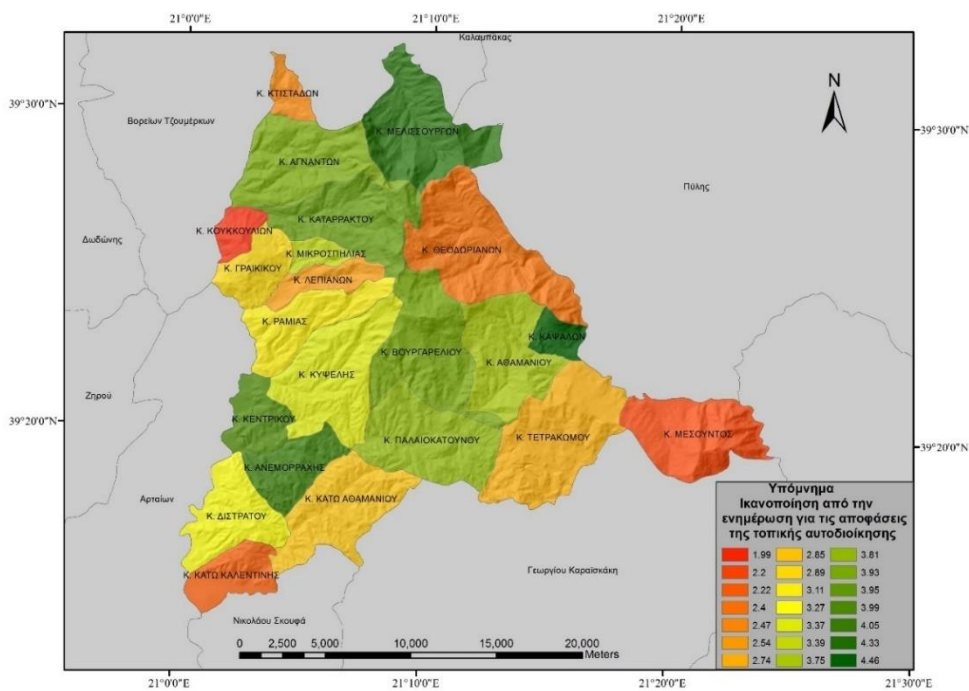 21°0'0"E
21°10'0"E
21°20'0"E
Καλαμπάκας
N
39°30'0"N
39°30'0"N
Κ. ΚΤΙΣΤΑΔΩΝ
Βορείων Τζουμέρκων
Κ. ΜΕΛΙΣΣΟΥΡΓΩΝ
Κ. ΑΓΝΑΝΤΩΝ
Πύλης
Κ. ΚΑΤΑΡΡΑΚΤΟΥ
Κ. ΚΟΥΚΚΟΥΛΙΩΝ
Δωδώνης
Κ. ΘΕΟΔΩΡΙΑΝΩΝ
Κ. ΜΙΚΡΟΣΠΗΛΙΑΣ
Κ. ΓΡΑΙΚΙΚΟΥ
Κ. ΛΕΠΙΑΝΩΝ
Κ. ΡΑΜΙΑΣ
Κ. ΚΑΨΑΛΩΝ
Κ. ΒΟΥΡΓΑΡΕΛΙΟΥ
Κ. ΑΘΑΜΑΝΙΟΥ
Κ. ΚΥΨΕΛΗΣ
Ζηρού
39°20'0"N
Κ. ΚΕΝΤΡΙΚΟΥ
Κ. ΠΑΛΑΙΟΚΑΤΟΥΝΟΥ
Κ. ΤΕΤΡΑΚΩΜΟΥ
Κ. ΜΕΣΟΥΝΤΟΣ
39°20'0"N
Κ. ΑΝΕΜΟΡΡΑΧΗΣ
Αρταίων
Κ. ΚΑΤΩ ΑΘΑΜΑΝΙΟΥ
Κ. ΔΙΣΤΡΑΤΟΥ
Γεωργίου Καραϊσκάκη
Κ. ΚΑΤΩ ΚΑΛΕΝΤΙΝΗΣ
Νικολάου Σκουφά
Υπόμνημα
Ικανοποίηση από την
ενημέρωση για τις αποφάσεις
της τοπικής αυτοδιοίκησης
1.99 2.85 3.81
2.2 2.89 3.93
2.22 3.11 3.95
2.4 3.27 3.99
2.47 3.37 4.05
2.54 3.39 4.33
2.74 3.75 4.46
0 2,500 5,000 10,000 15,000 20,000
Meters
21°0'0"E
21°10'0"E
21°20'0"E
21°30'0"E